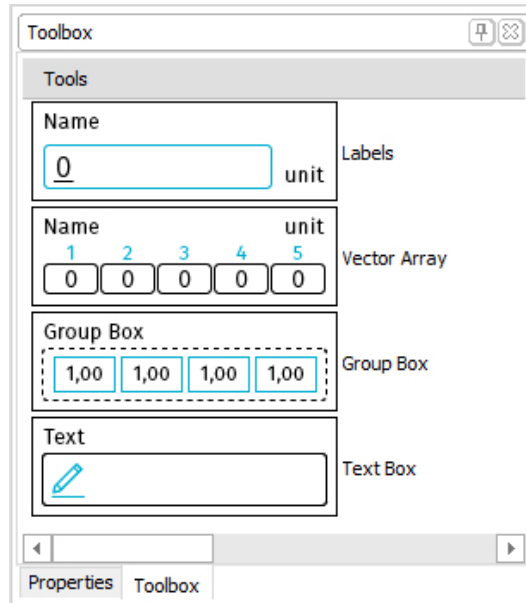 Toolbox
Tools
Name
0
unit
Labels
Name unit
1 2 3 4 5
0 0 0 0 0
Vector Array
Group Box
1,00 1,00 1,00 1,00
Group Box
Text
Text Box
Properties Toolbox